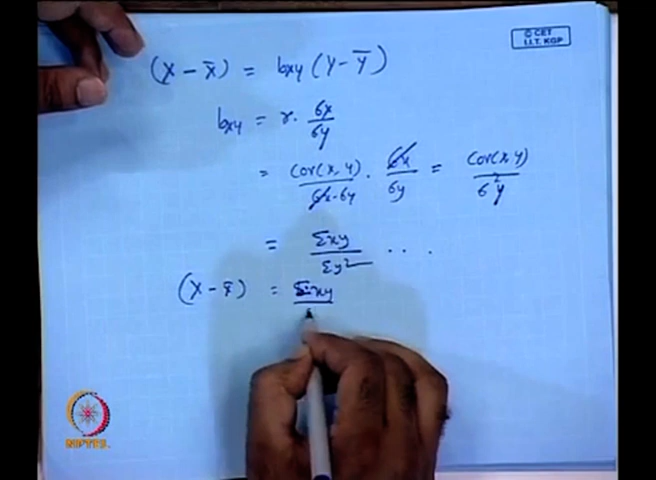 © CET
I.I.T. KGP
(X - x̄) = bxy (Y - ȳ)
bxy = r. σx/σy
= Cov(x, y)/σx·σy . σx/σy = Cov(x, y)/σ²y
= Σxy/Σy² . . .
(X - x̄) = Σxy
NPTEL